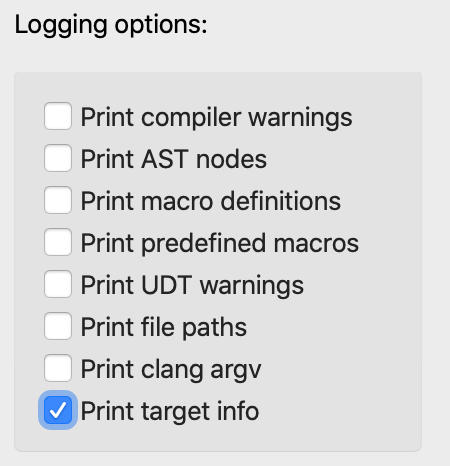 Logging options:
Print compiler warnings
Print AST nodes
Print macro definitions
Print predefined macros
Print UDT warnings
Print file paths
Print clang argv
Print target info